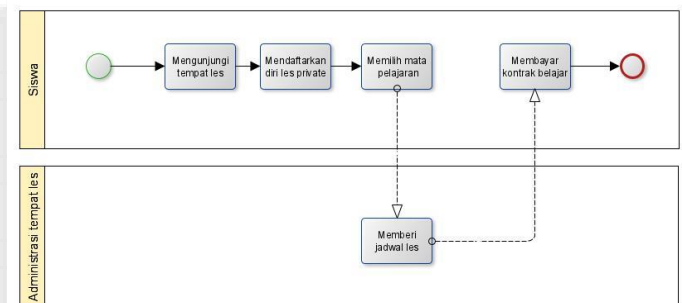 Siswa
Mengunjungi
tempat les
Mendaftarkan
diri les private
Memilih mata
pelajaran
Membayar
kontrak belajar
Administrasi tempat les
Memberi
jadwal les